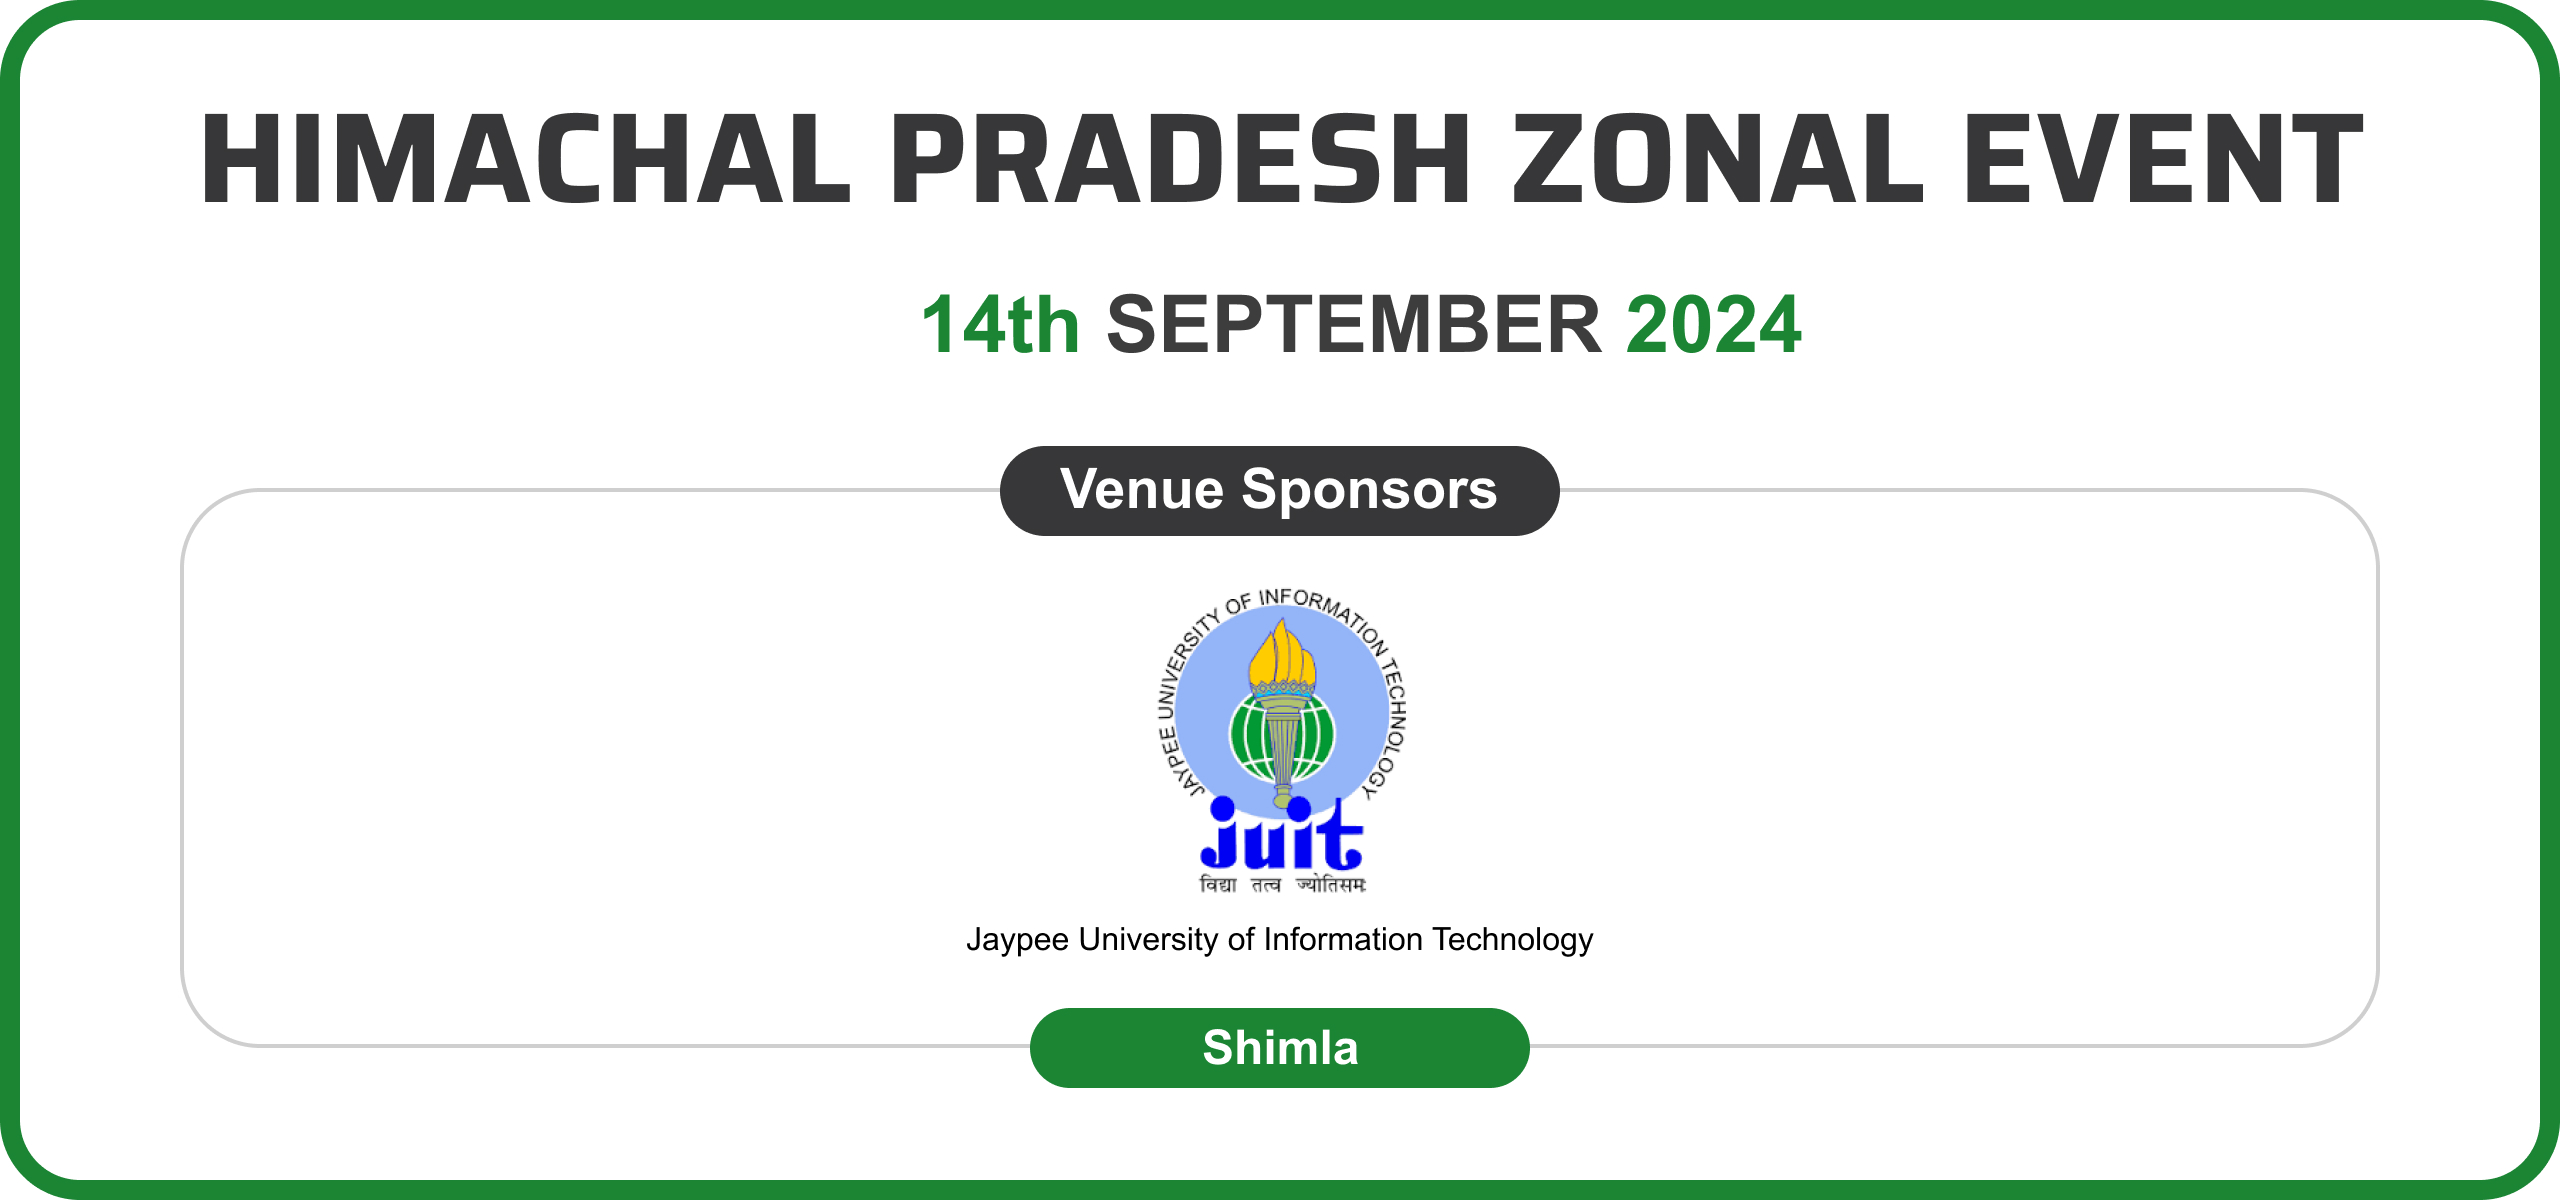 HIMACHAL PRADESH ZONAL EVENT
14th SEPTEMBER 2024
Venue Sponsors
JAYPEE UNIVERSITY OF INFORMATION TECHNOLOGY
juit
विद्या तत्व ज्योतिसमः
Jaypee University of Information Technology
Shimla